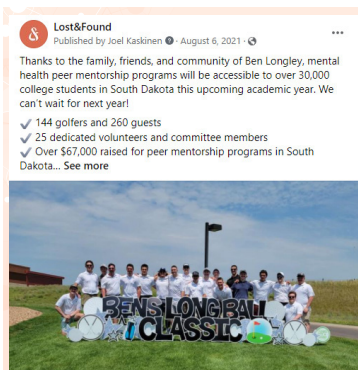 Lost&Found
Published by Joel Kaskinen · August 6, 2021 ·
Thanks to the family, friends, and community of Ben Longley, mental
health peer mentorship programs will be accessible to over 30,000
college students in South Dakota this upcoming academic year. We
can't wait for next year!
✔ 144 golfers and 260 guests
✔ 25 dedicated volunteers and committee members
✔ Over $67,000 raised for peer mentorship programs in South
Dakota... See more
BEN'S LONG BALL
CLASSIC